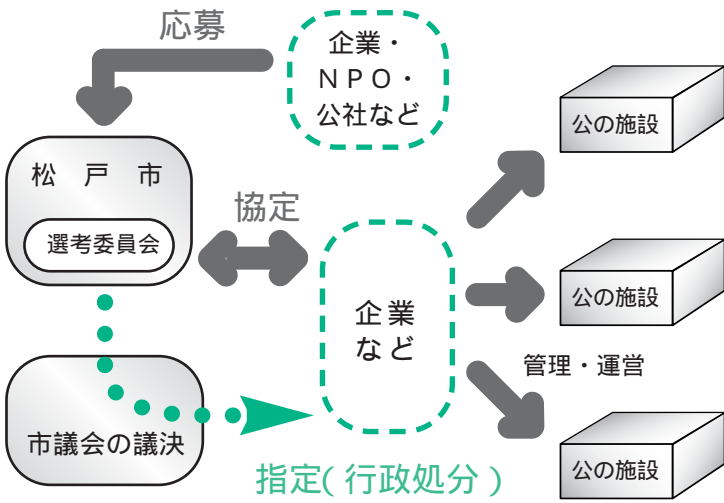 応募
企業・
ＮＰＯ・
公社など
公の施設
松　戸　市
選考委員会
協定
企業
など
公の施設
管理・運営
市議会の議決
指定( 行政処分 )
公の施設